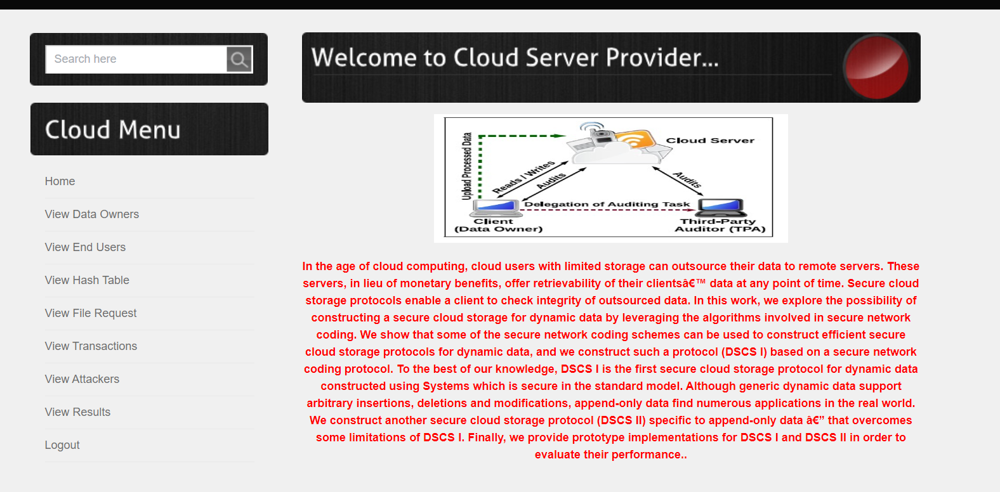 Search here
Welcome to Cloud Server Provider...
Cloud Menu
Home
View Data Owners
View End Users
View Hash Table
View File Request
View Transactions
View Attackers
View Results
Logout
Upload Processed Data
Cloud Server
Reads / Writes
Audits
Audits
Delegation of Auditing Task
Client
(Data Owner)
Third-Party
Auditor (TPA)
In the age of cloud computing, cloud users with limited storage can outsource their data to remote servers. These
servers, in lieu of monetary benefits, offer retrievability of their clientsâ€™ data at any point of time. Secure cloud
storage protocols enable a client to check integrity of outsourced data. In this work, we explore the possibility of
constructing a secure cloud storage for dynamic data by leveraging the algorithms involved in secure network
coding. We show that some of the secure network coding schemes can be used to construct efficient secure
cloud storage protocols for dynamic data, and we construct such a protocol (DSCS I) based on a secure network
coding protocol. To the best of our knowledge, DSCS I is the first secure cloud storage protocol for dynamic data
constructed using Systems which is secure in the standard model. Although generic dynamic data support
arbitrary insertions, deletions and modifications, append-only data find numerous applications in the real world.
We construct another secure cloud storage protocol (DSCS II) specific to append-only data â€” that overcomes
some limitations of DSCS I. Finally, we provide prototype implementations for DSCS I and DSCS II in order to
evaluate their performance..